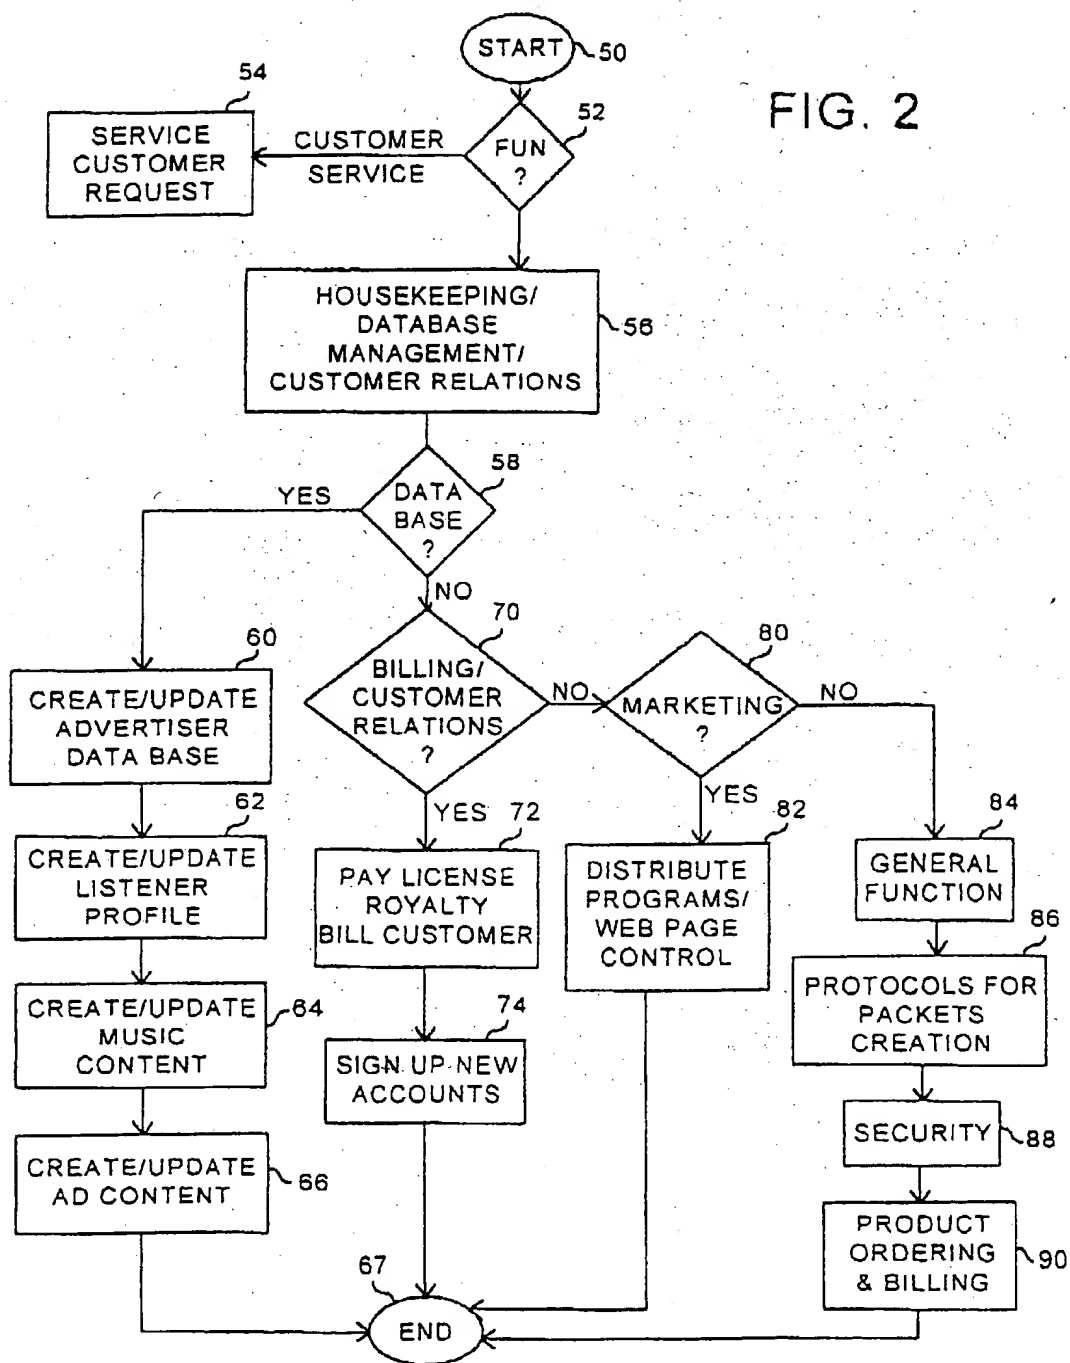 START
50
FIG. 2
54
SERVICE
CUSTOMER
REQUEST
CUSTOMER
SERVICE
52
FUN
?
HOUSEKEEPING/
DATABASE
MANAGEMENT/
CUSTOMER RELATIONS
56
58
DATA
BASE
?
YES
NO
60
CREATE/UPDATE
ADVERTISER
DATA BASE
70
BILLING/
CUSTOMER
RELATIONS
?
NO
80
MARKETING
?
NO
YES
YES
62
CREATE/UPDATE
LISTENER
PROFILE
72
PAY LICENSE
ROYALTY
BILL CUSTOMER
82
DISTRIBUTE
PROGRAMS/
WEB PAGE
CONTROL
84
GENERAL
FUNCTION
86
PROTOCOLS FOR
PACKETS
CREATION
CREATE/UPDATE
MUSIC
CONTENT
64
74
SIGN UP NEW
ACCOUNTS
SECURITY
88
CREATE/UPDATE
AD CONTENT
66
PRODUCT
ORDERING
& BILLING
90
67
END